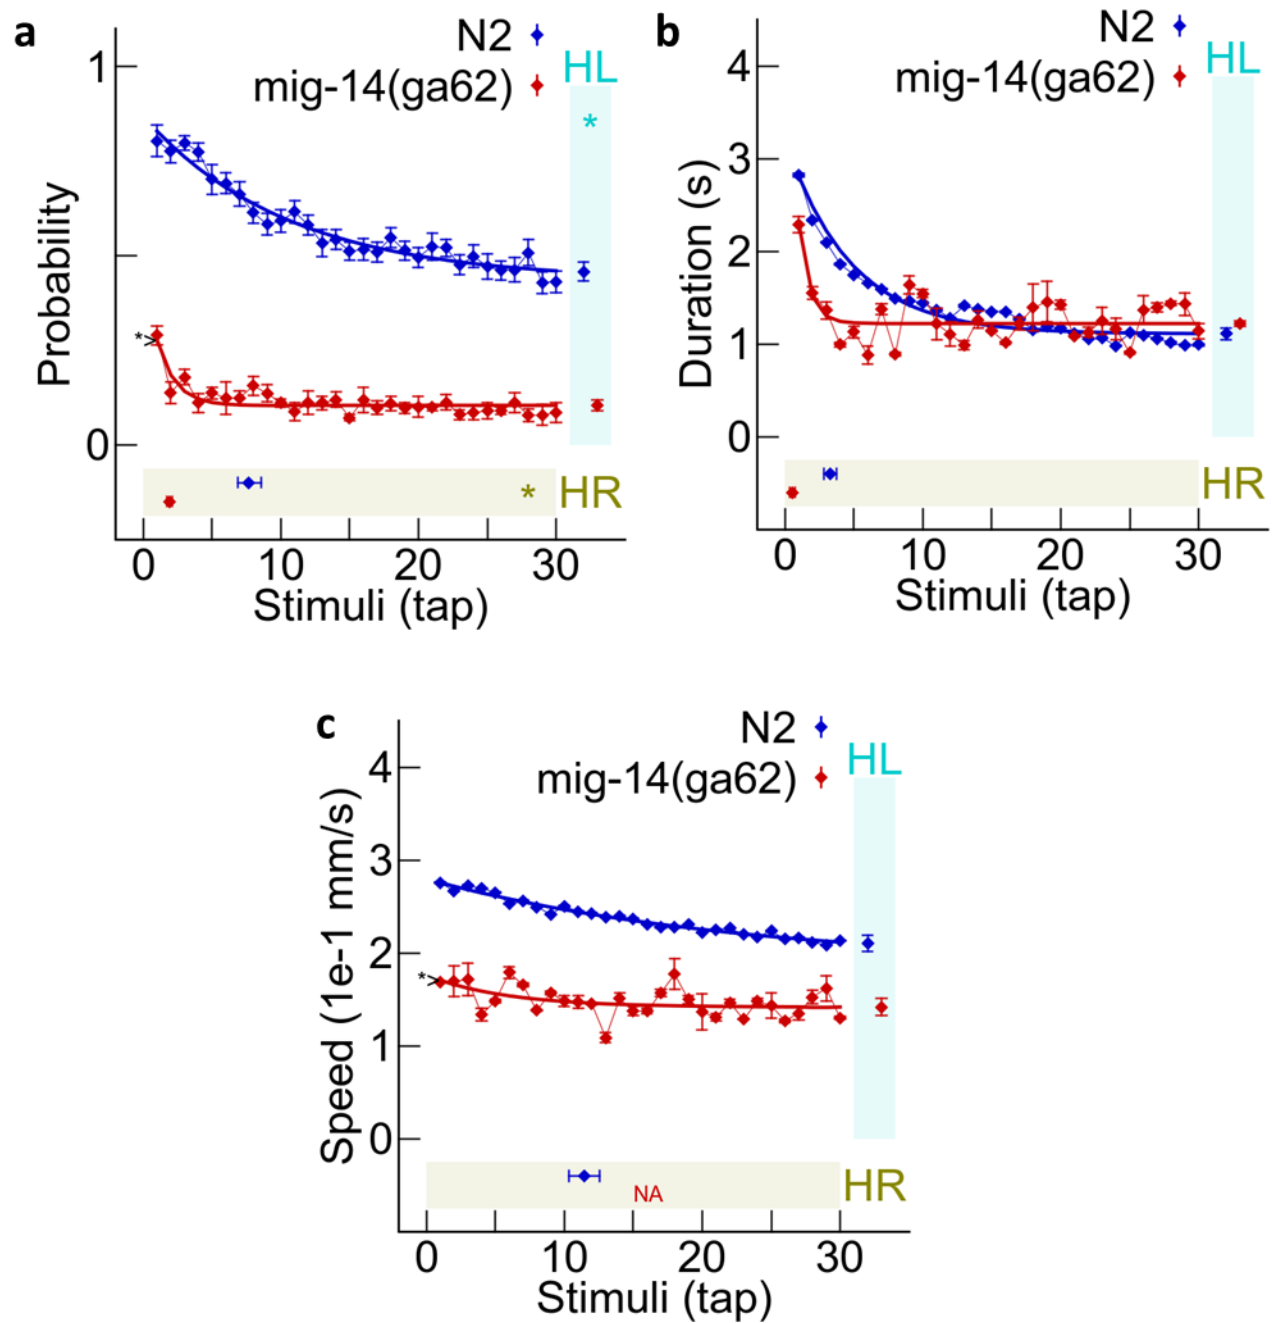 a
N2
mig-14(ga62)
HL
*
1
0
Probability
*>
*
HR
0 10 20 30
Stimuli (tap)
b
N2
mig-14(ga62)
HL
4
3
2
1
0
Duration (s)
HR
0 10 20 30
Stimuli (tap)
c
N2
mig-14(ga62)
HL
4
3
2
1
0
Speed (1e-1 mm/s)
*>
NA
HR
0 10 20 30
Stimuli (tap)